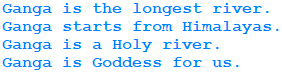 Ganga is the longest river.
Ganga starts from Himalayas.
Ganga is a Holy river.
Ganga is Goddess for us.